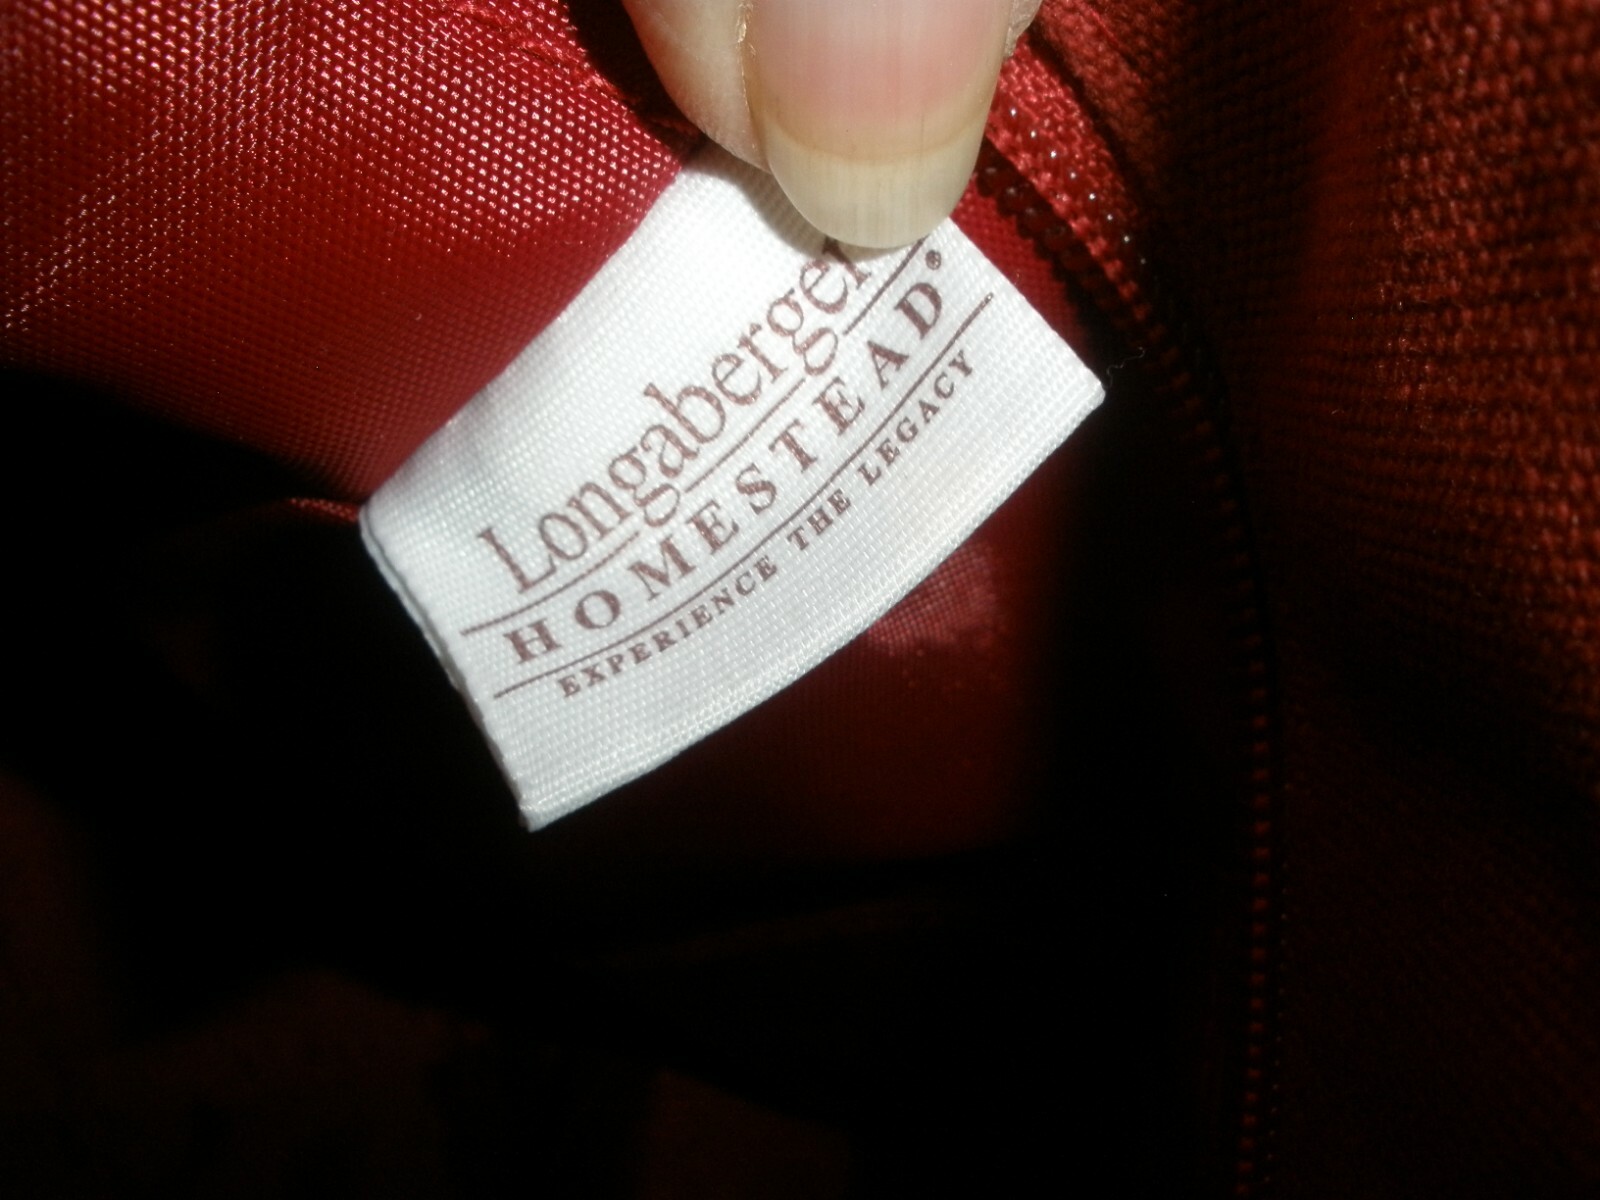 Longaberger
HOMESTEAD®
EXPERIENCE THE LEGACY